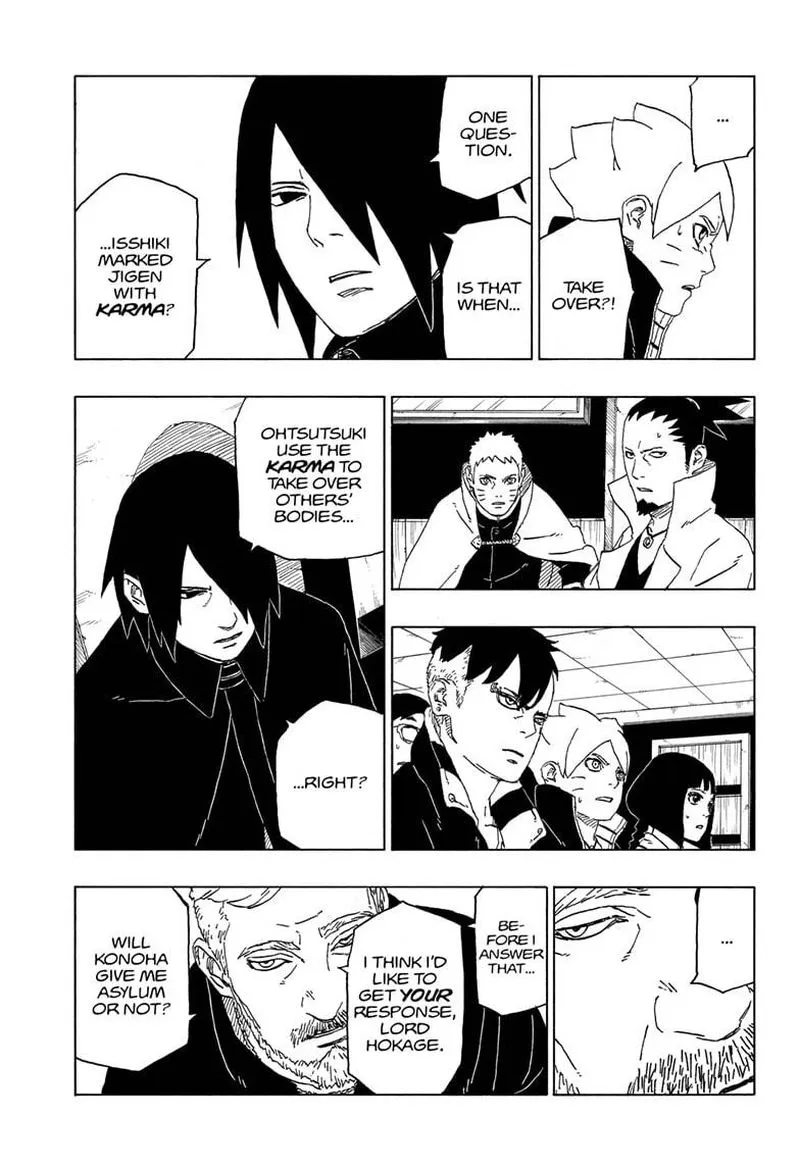 ...
TAKE
OVER?!
ONE
QUES-
TION.
IS THAT
WHEN...
...ISSHIKI
MARKED
JIGEN
WITH
KARMA?
OHTSUTSUKI
USE THE
KARMA TO
TAKE OVER
OTHERS'
BODIES...
...RIGHT?
...
BE-
FORE I
ANSWER
THAT...
I THINK I'D
LIKE TO
GET YOUR
RESPONSE,
LORD
HOKAGE.
WILL
KONOHA
GIVE ME
ASYLUM
OR NOT?